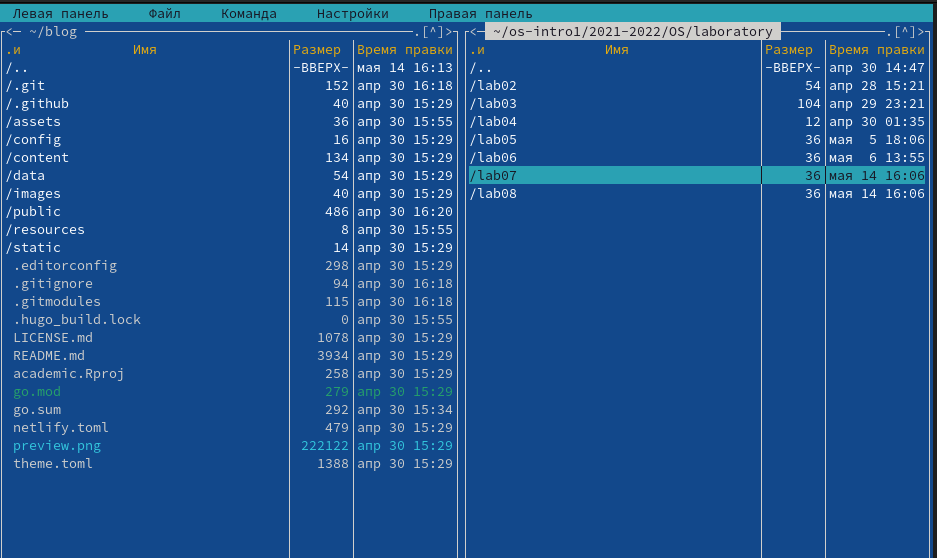 Левая панель Файл Команда Настройки Правая панель
<─ ~/blog .[^]> <─ ~/os-intro1/2021-2022/OS/laboratory .[^]>
.и Имя Размер Время правки .и Имя Размер Время правки
/.. -ВВЕРХ- мая 14 16:13 /.. -ВВЕРХ- апр 30 14:47
/.git 152 апр 30 16:18 /lab02 54 апр 28 15:21
/.github 40 апр 30 15:29 /lab03 104 апр 29 23:21
/assets 36 апр 30 15:55 /lab04 12 апр 30 01:35
/config 16 апр 30 15:29 /lab05 36 мая 5 18:06
/content 134 апр 30 15:29 /lab06 36 мая 6 13:55
/data 54 апр 30 15:29 /lab07 36 мая 14 16:06
/images 40 апр 30 15:29 /lab08 36 мая 14 16:06
/public 486 апр 30 16:20
/resources 8 апр 30 15:55
/static 14 апр 30 15:29
.editorconfig 298 апр 30 15:29
.gitignore 94 апр 30 16:18
.gitmodules 115 апр 30 16:18
.hugo_build.lock 0 апр 30 15:55
LICENSE.md 1078 апр 30 15:29
README.md 3934 апр 30 15:29
academic.Rproj 258 апр 30 15:29
go.mod 279 апр 30 15:29
go.sum 292 апр 30 15:34
netlify.toml 479 апр 30 15:29
preview.png 222122 апр 30 15:29
theme.toml 1388 апр 30 15:29